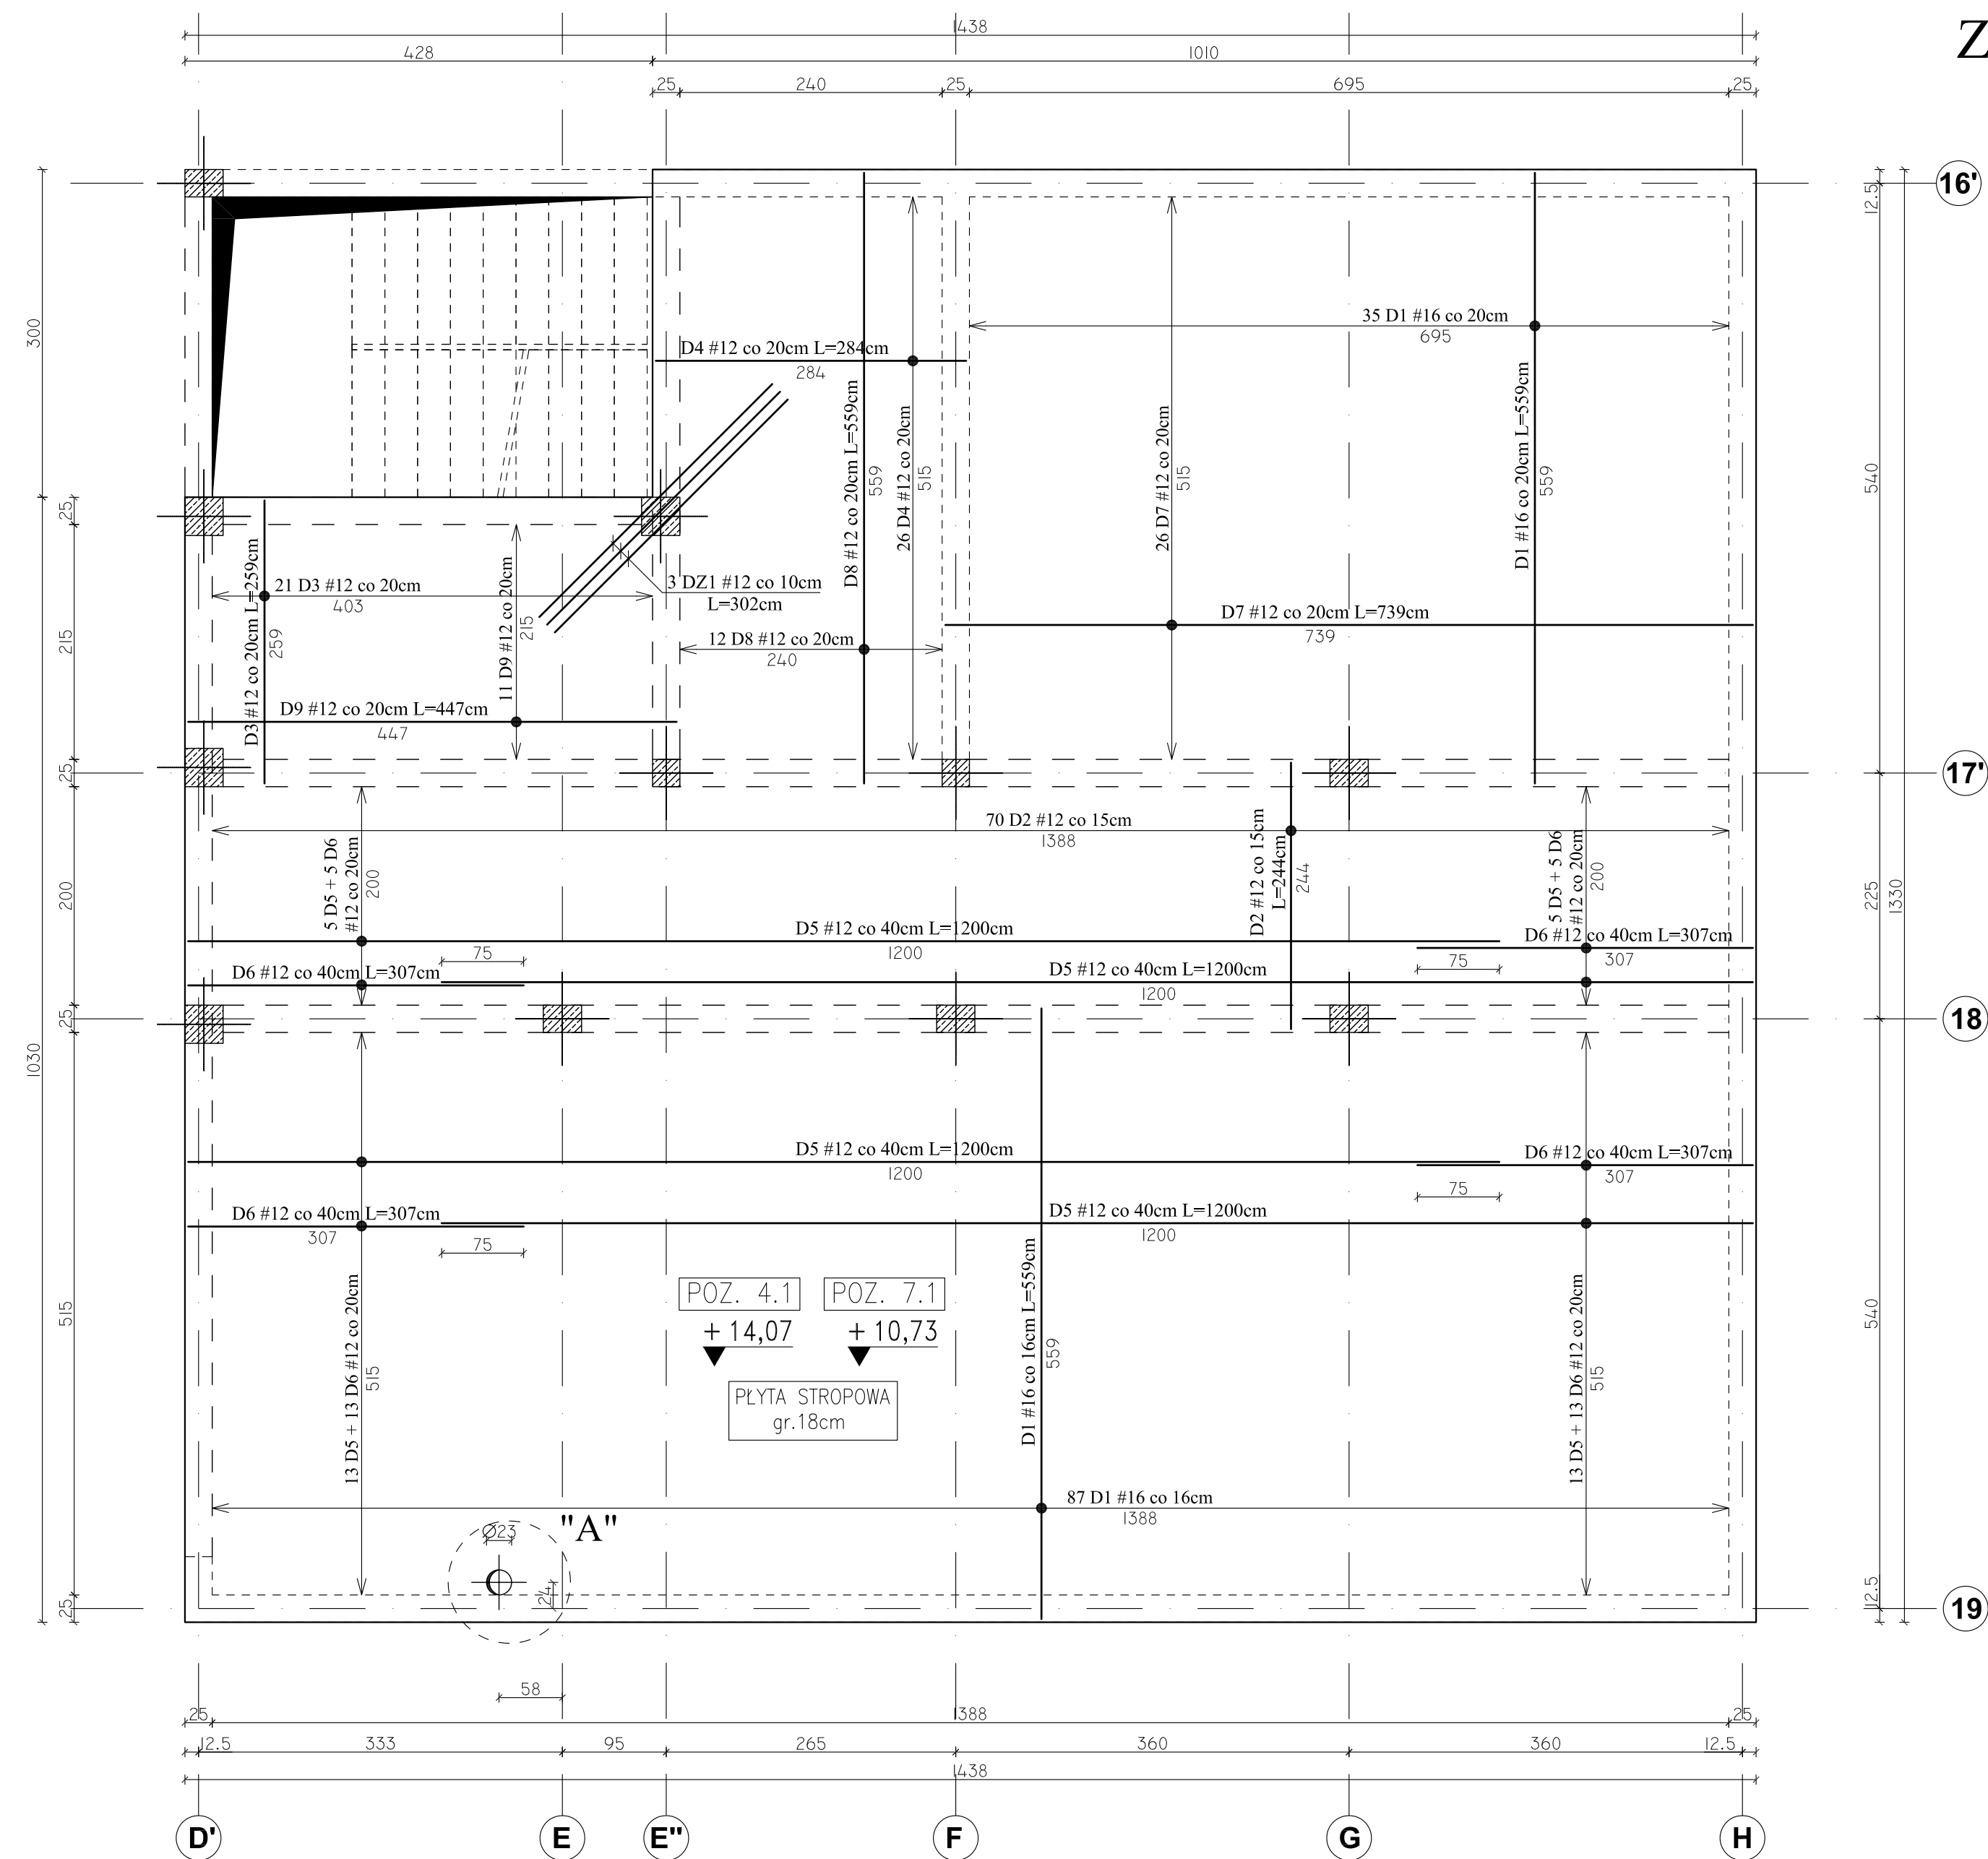 1438
Z
428
1010
25
240
25
695
25
16'
12.5
35 D1 #16 co 20cm
695
300
D4 #12 co 20cm L=284cm
284
D8 #12 co 20cm L=559cm
559
26 D4 #12 co 20cm
515
26 D7 #12 co 20cm
515
D1 #16 co 20cm L=559cm
559
540
25
D3 #12 co 20cm L=259cm
259
21 D3 #12 co 20cm
403
11 D9 #12 co 20cm
215
3 DZ1 #12 co 10cm
L=302cm
D7 #12 co 20cm L=739cm
739
12 D8 #12 co 20cm
240
215
D9 #12 co 20cm L=447cm
447
25
17'
70 D2 #12 co 15cm
1388
5 D5 + 5 D6
#12 co 20cm
200
D2 #12 co 15cm
L=244cm
244
5 D5 + 5 D6
#12 co 20cm
200
200
225
1330
D5 #12 co 40cm L=1200cm
1200
D6 #12 co 40cm L=307cm
307
75
75
D6 #12 co 40cm L=307cm
D5 #12 co 40cm L=1200cm
1200
25
18
1030
D5 #12 co 40cm L=1200cm
1200
D6 #12 co 40cm L=307cm
307
75
D6 #12 co 40cm L=307cm
307
D5 #12 co 40cm L=1200cm
1200
75
POZ. 4.1
POZ. 7.1
+14,07
+10,73
PŁYTA STROPOWA
gr.18cm
13 D5 + 13 D6 #12 co 20cm
515
D1 #16 co 16cm L=559cm
559
13 D5 + 13 D6 #12 co 20cm
515
515
540
87 D1 #16 co 16cm
1388
"A"
Ø23
24
25
12.5
19
58
25
1388
25
12.5
333
95
265
360
360
12.5
1438
D'
E
E"
F
G
H